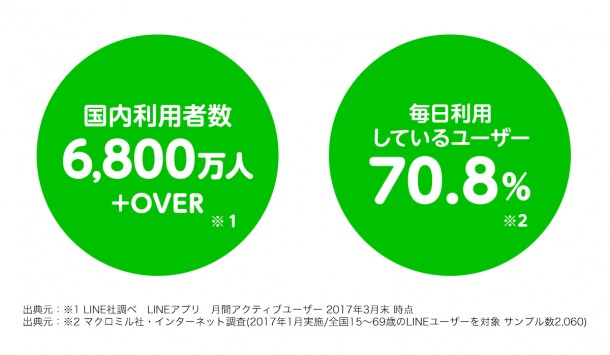 国内利用者数
6,800万人
+OVER
※1
毎日利用
しているユーザー
70.8%
※2
出典元：※1 LINE社調べ　LINEアプリ　月間アクティブユーザー 2017年3月末 時点
出典元：※2 マクロミル社・インターネット調査(2017年1月実施/全国15〜69歳のLINEユーザーを対象 サンプル数2,060)